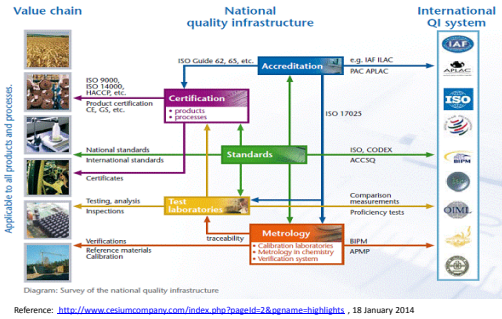 Value chain
National
quality infrastructure
International
QI system
Applicable to all products and processes.
ISO Guide 62, 65, etc.
Accreditation
e.g. IAF ILAC
PAC APLAC
IAF
APLAC
ISO 9000,
ISO 14000,
HACCP, etc.
Product certification
CE, GS, etc.
Certification
• products
• processes
ISO 17025
ISO
National standards
International standards
Standards
ISO, CODEX
ACCSQ
BIPM
Certificates
Testing, analysis
Inspections
Test
laboratories
Comparison
measurements
Proficiency tests
OIML
traceability
Metrology
• Calibration laboratories
• Metrology in chemistry
• Verification system
Verifications
Reference materials
Calibration
BIPM
APMP
Diagram: Survey of the national quality infrastructure
Reference: http://www.cesiumcompany.com/index.php?pageId=2&pgname=highlights , 18 January 2014